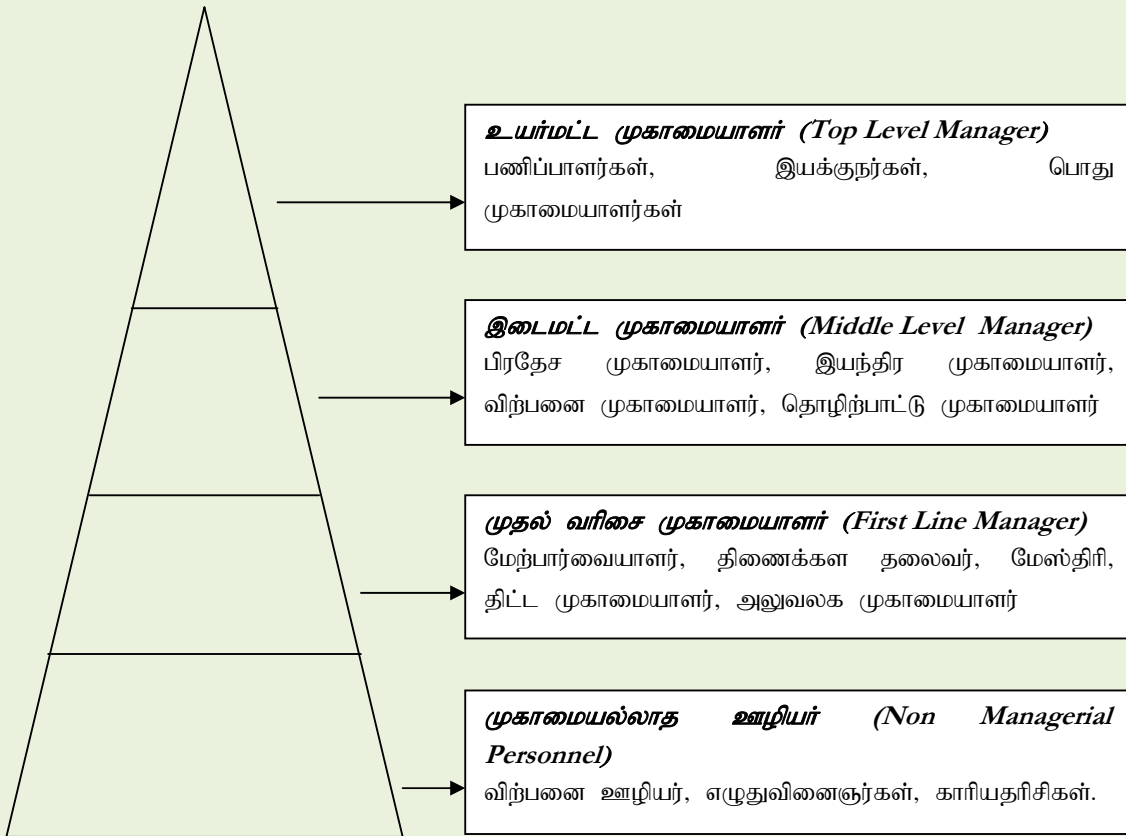 உயர்மட்ட முகாமையாளர் (Top Level Manager)
பணிப்பாளர்கள், இயக்குநர்கள், பொது
முகாமையாளர்கள்
இடைமட்ட முகாமையாளர் (Middle Level Manager)
பிரதேச முகாமையாளர், இயந்திர முகாமையாளர்,
விற்பனை முகாமையாளர், தொழிற்பாட்டு முகாமையாளர்
முதல் வரிசை முகாமையாளர் (First Line Manager)
மேற்பார்வையாளர், திணைக்கள தலைவர், மேஸ்திரி,
திட்ட முகாமையாளர், அலுவலக முகாமையாளர்
முகாமையல்லாத ஊழியர் (Non Managerial
Personnel)
விற்பனை ஊழியர், எழுதுவினைஞர்கள், காரியதரிசிகள்.